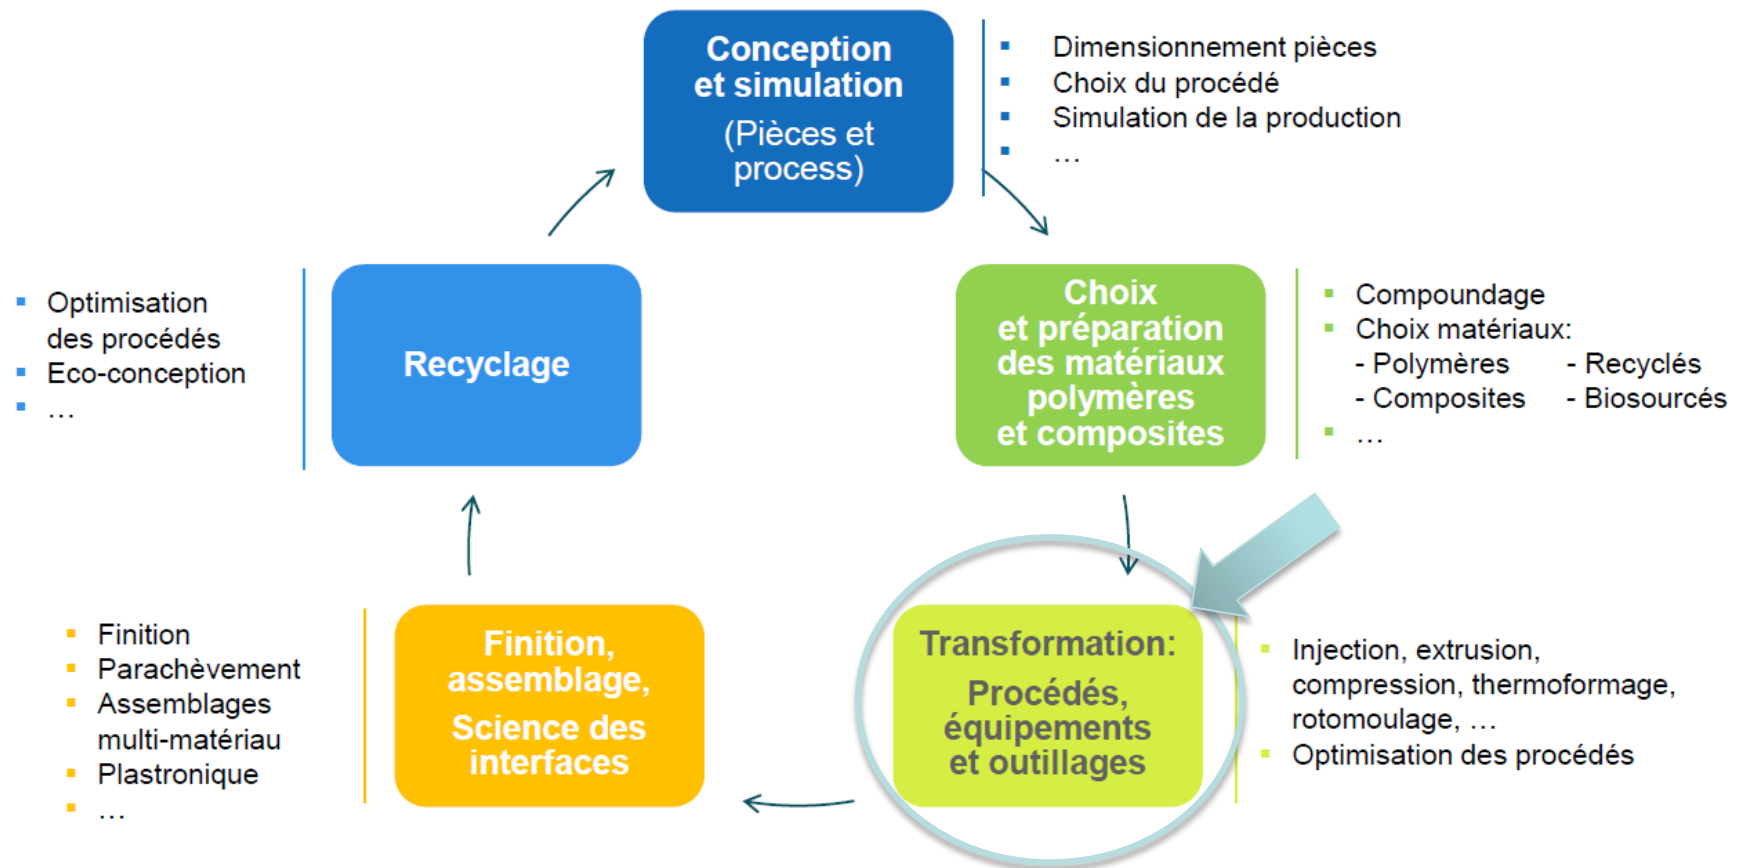 Conception
et simulation
(Pièces et
process)
Dimensionnement pièces
Choix du procédé
Simulation de la production
…
Choix
et préparation
des matériaux
polymères
et composites
Compoundage
Choix matériaux:
- Polymères - Recyclés
- Composites - Biosourcés
…
Transformation:
Procédés,
équipements
et outillages
Injection, extrusion,
compression, thermoformage,
rotomoulage, …
Optimisation des procédés
Finition,
assemblage,
Science des
interfaces
Finition
Parachèvement
Assemblages
multi-matériau
Plastronique
…
Recyclage
Optimisation
des procédés
Eco-conception
…